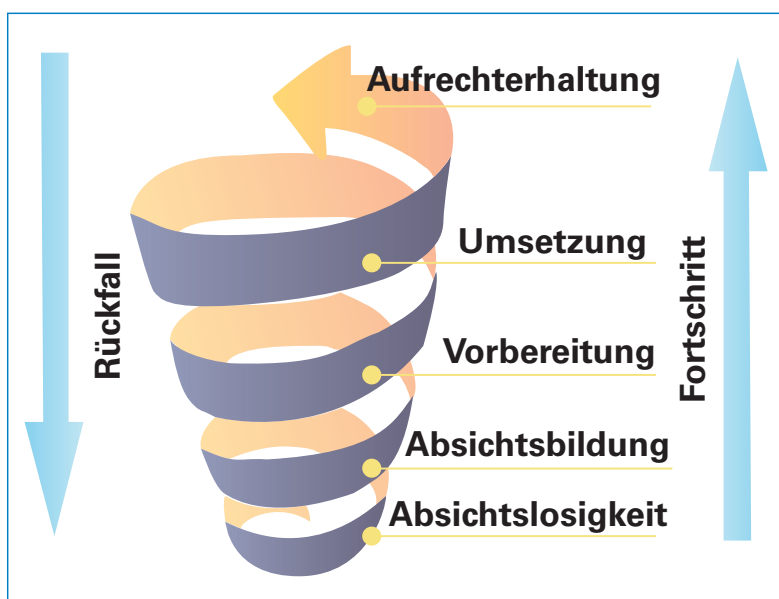 Aufrechterhaltung
Umsetzung
Vorbereitung
Absichtsbildung
Absichtslosigkeit
Rückfall
Fortschritt